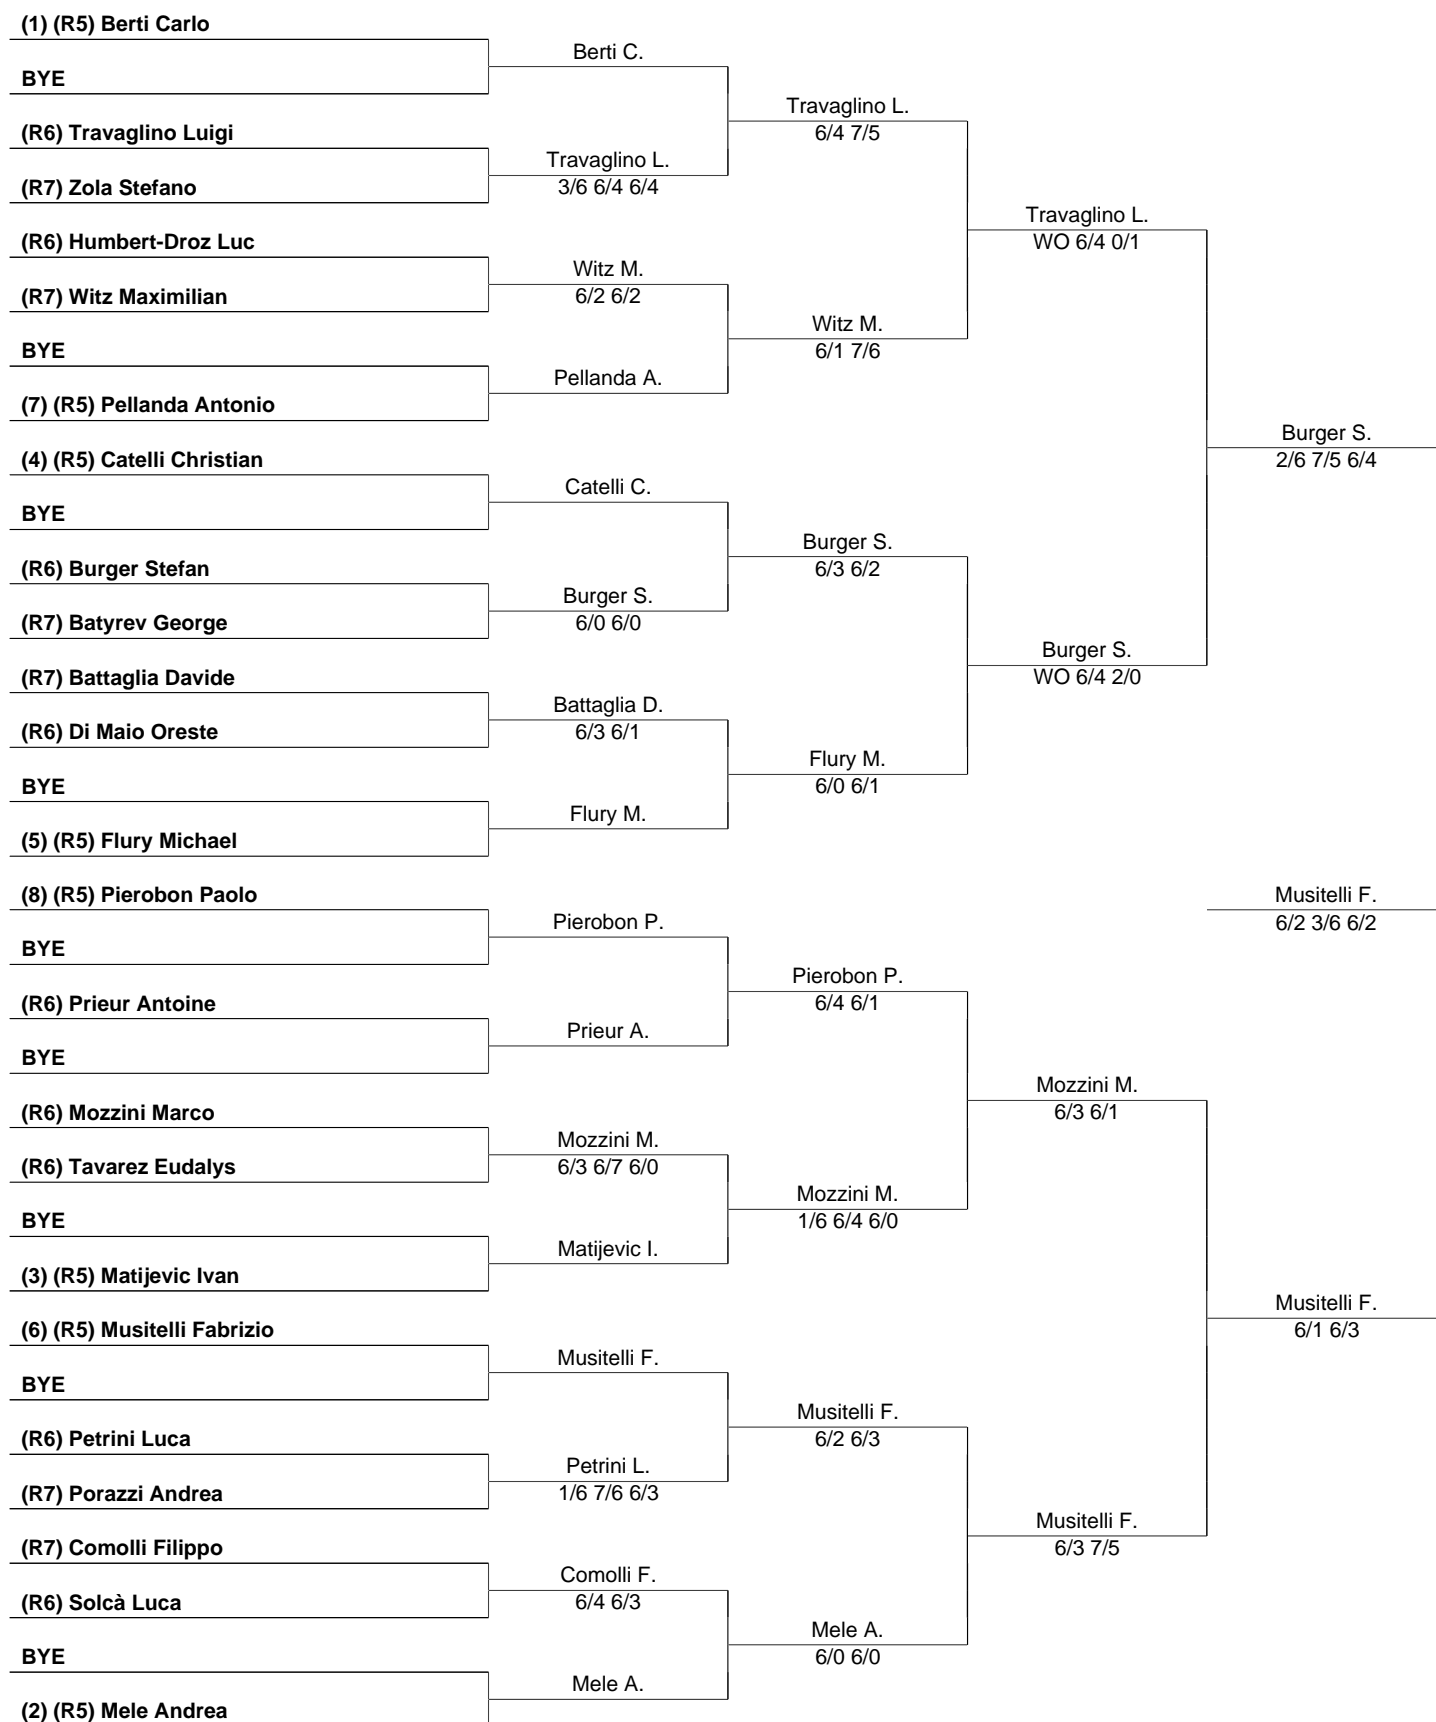 (1) (R5) Berti Carlo
BYE
(R6) Travaglino Luigi
(R7) Zola Stefano
(R6) Humbert-Droz Luc
(R7) Witz Maximilian
BYE
(7) (R5) Pellanda Antonio
(4) (R5) Catelli Christian
BYE
(R6) Burger Stefan
(R7) Batyrev George
(R7) Battaglia Davide
(R6) Di Maio Oreste
BYE
(5) (R5) Flury Michael
(8) (R5) Pierobon Paolo
BYE
(R6) Prieur Antoine
BYE
(R6) Mozzini Marco
(R6) Tavarez Eudalys
BYE
(3) (R5) Matijevic Ivan
(6) (R5) Musitelli Fabrizio
BYE
(R6) Petrini Luca
(R7) Porazzi Andrea
(R7) Comolli Filippo
(R6) Solcà Luca
BYE
(2) (R5) Mele Andrea
Berti C.
Travaglino L.
3/6 6/4 6/4
Witz M.
6/2 6/2
Pellanda A.
Catelli C.
Burger S.
6/0 6/0
Battaglia D.
6/3 6/1
Flury M.
Pierobon P.
Prieur A.
Mozzini M.
6/3 6/7 6/0
Matijevic I.
Musitelli F.
Petrini L.
1/6 7/6 6/3
Comolli F.
6/4 6/3
Mele A.
Travaglino L.
6/4 7/5
Witz M.
6/1 7/6
Burger S.
6/3 6/2
Flury M.
6/0 6/1
Pierobon P.
6/4 6/1
Mozzini M.
1/6 6/4 6/0
Musitelli F.
6/2 6/3
Mele A.
6/0 6/0
Travaglino L.
WO 6/4 0/1
Burger S.
WO 6/4 2/0
Mozzini M.
6/3 6/1
Musitelli F.
6/3 7/5
Burger S.
2/6 7/5 6/4
Musitelli F.
6/2 3/6 6/2
Musitelli F.
6/1 6/3